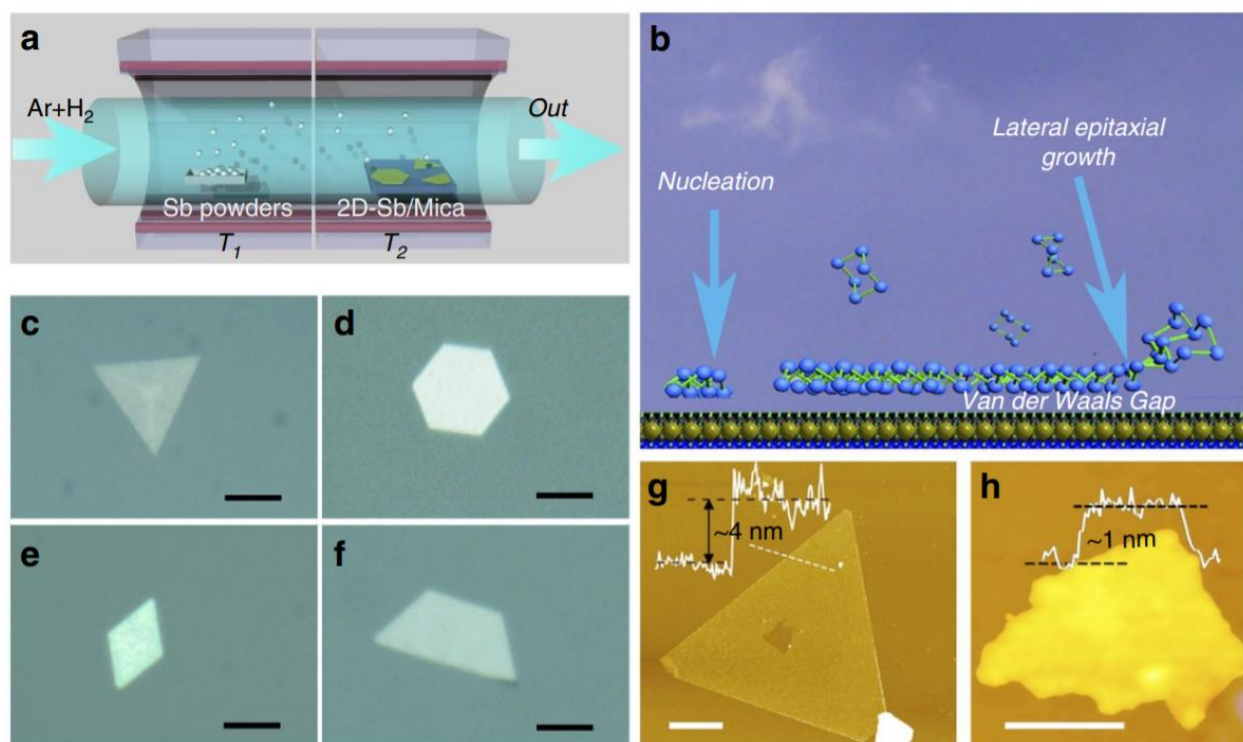 a
Ar+H₂
Out
Sb powders
2D-Sb/Mica
T₁
T₂
b
Nucleation
Lateral epitaxial
growth
Van der Waals Gap
c
d
e
f
g
~4 nm
h
~1 nm